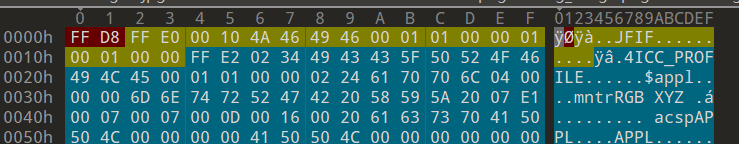 0 1 2 3 4 5 6 7 8 9 A B C D E F 0123456789ABCDEF
0000h FF D8 FF E0 00 10 4A 46 49 46 00 01 01 00 00 01 ÿØÿà..JFIF......
0010h 00 01 00 00 FF E2 02 34 49 43 43 5F 50 52 4F 46 ....ÿâ.4ICC_PROF
0020h 49 4C 45 00 01 01 00 00 02 24 61 70 70 6C 04 00 ILE......$appl..
0030h 00 00 6D 6E 74 72 52 47 42 20 58 59 5A 20 07 E1 ..mntrRGB XYZ .á
0040h 00 07 00 07 00 0D 00 16 00 20 61 63 73 70 41 50 ......... acspAP
0050h 50 4C 00 00 00 00 41 50 50 4C 00 00 00 00 00 00 PL....APPL......